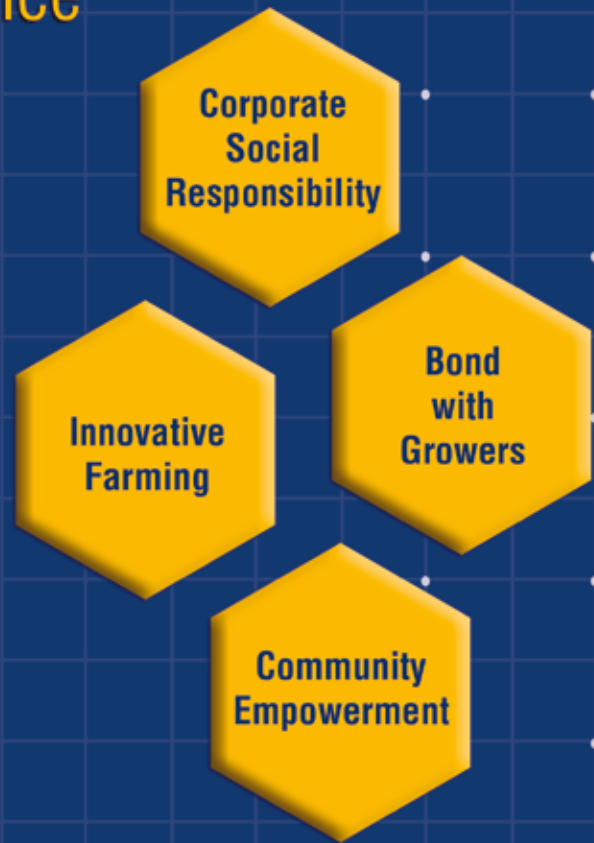 Corporate
Social
Responsibility
Bond
with
Growers
Innovative
Farming
Community
Empowerment